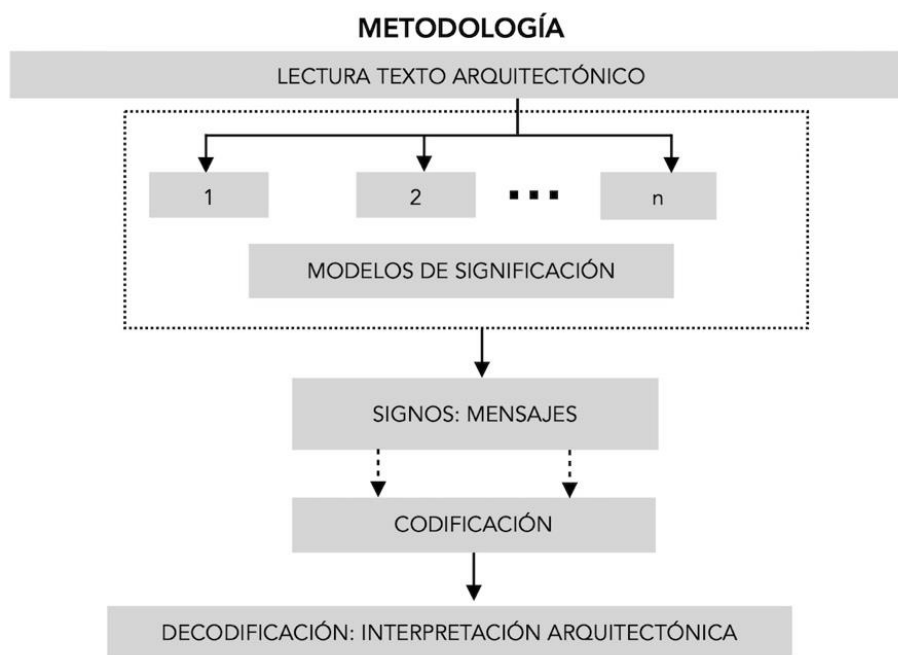 METODOLOGÍA
LECTURA TEXTO ARQUITECTÓNICO
1
2
n
MODELOS DE SIGNIFICACIÓN
SIGNOS: MENSAJES
CODIFICACIÓN
DECODIFICACIÓN: INTERPRETACIÓN ARQUITECTÓNICA